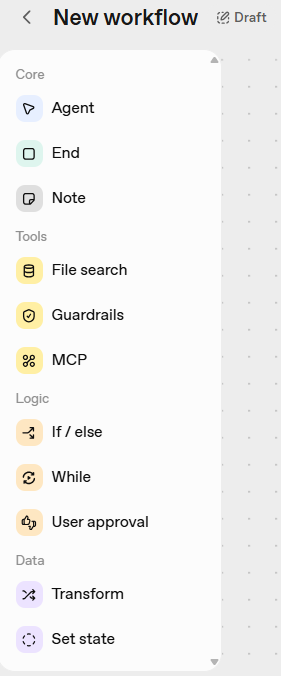 New workflow Draft
Core
Agent
End
Note
Tools
File search
Guardrails
MCP
Logic
If / else
While
User approval
Data
Transform
Set state